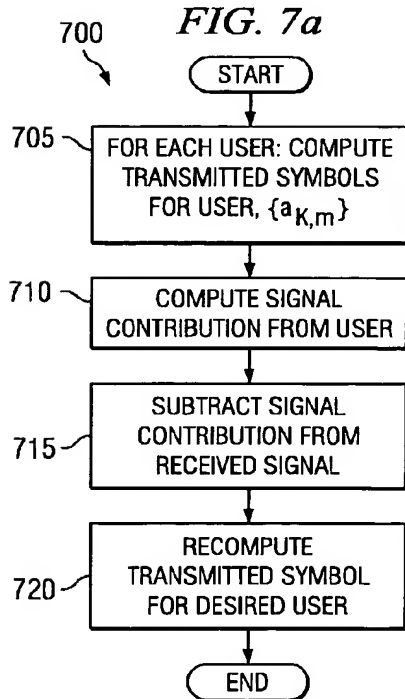 FIG. 7a
700
START
705
FOR EACH USER: COMPUTE
TRANSMITTED SYMBOLS
FOR USER, {aK,m}
710
COMPUTE SIGNAL
CONTRIBUTION FROM USER
715
SUBTRACT SIGNAL
CONTRIBUTION FROM
RECEIVED SIGNAL
720
RECOMPUTE
TRANSMITTED SYMBOL
FOR DESIRED USER
END